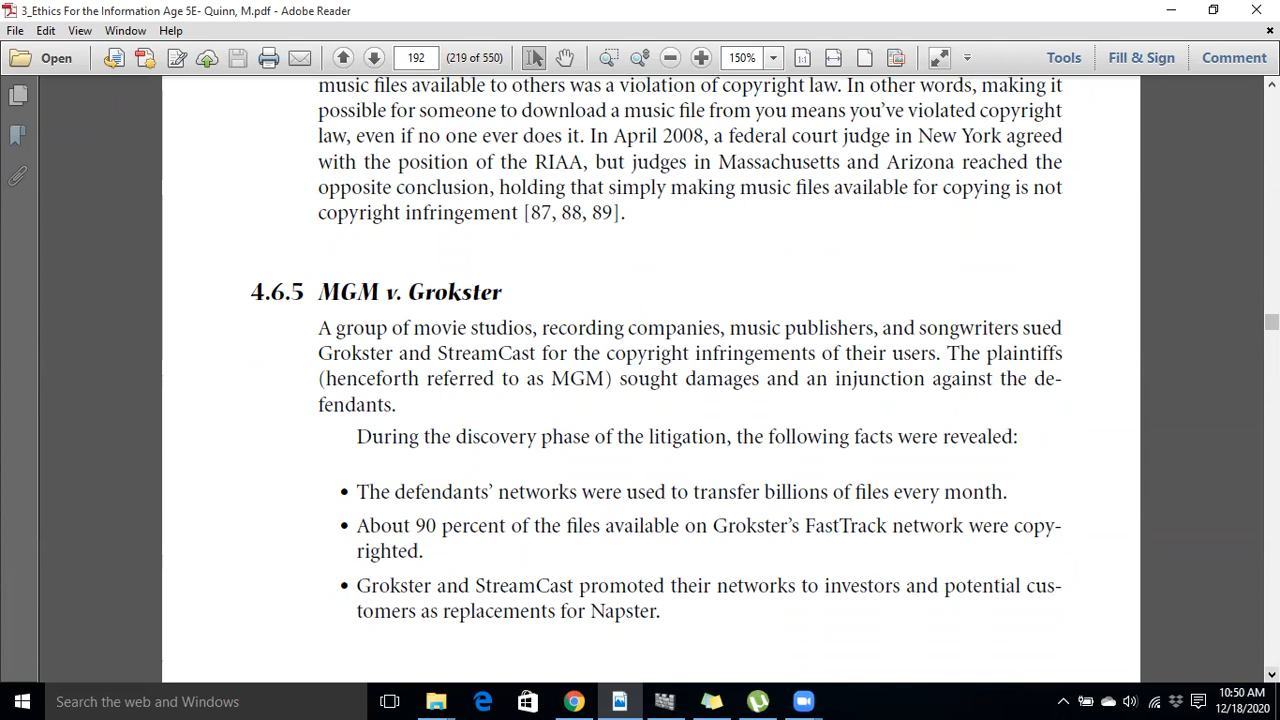 3_Ethics For the Information Age 5E- Quinn, M.pdf - Adobe Reader
File Edit View Window Help
Open 192 (219 of 550) 150% Tools Fill & Sign Comment
music files available to others was a violation of copyright law. In other words, making it
possible for someone to download a music file from you means you've violated copyright
law, even if no one ever does it. In April 2008, a federal court judge in New York agreed
with the position of the RIAA, but judges in Massachusetts and Arizona reached the
opposite conclusion, holding that simply making music files available for copying is not
copyright infringement [87, 88, 89].
4.6.5 MGM v. Grokster
A group of movie studios, recording companies, music publishers, and songwriters sued
Grokster and StreamCast for the copyright infringements of their users. The plaintiffs
(henceforth referred to as MGM) sought damages and an injunction against the de-
fendants.
During the discovery phase of the litigation, the following facts were revealed:
• The defendants' networks were used to transfer billions of files every month.
• About 90 percent of the files available on Grokster's FastTrack network were copy-
righted.
• Grokster and StreamCast promoted their networks to investors and potential cus-
tomers as replacements for Napster.
Search the web and Windows
10:50 AM
12/18/2020